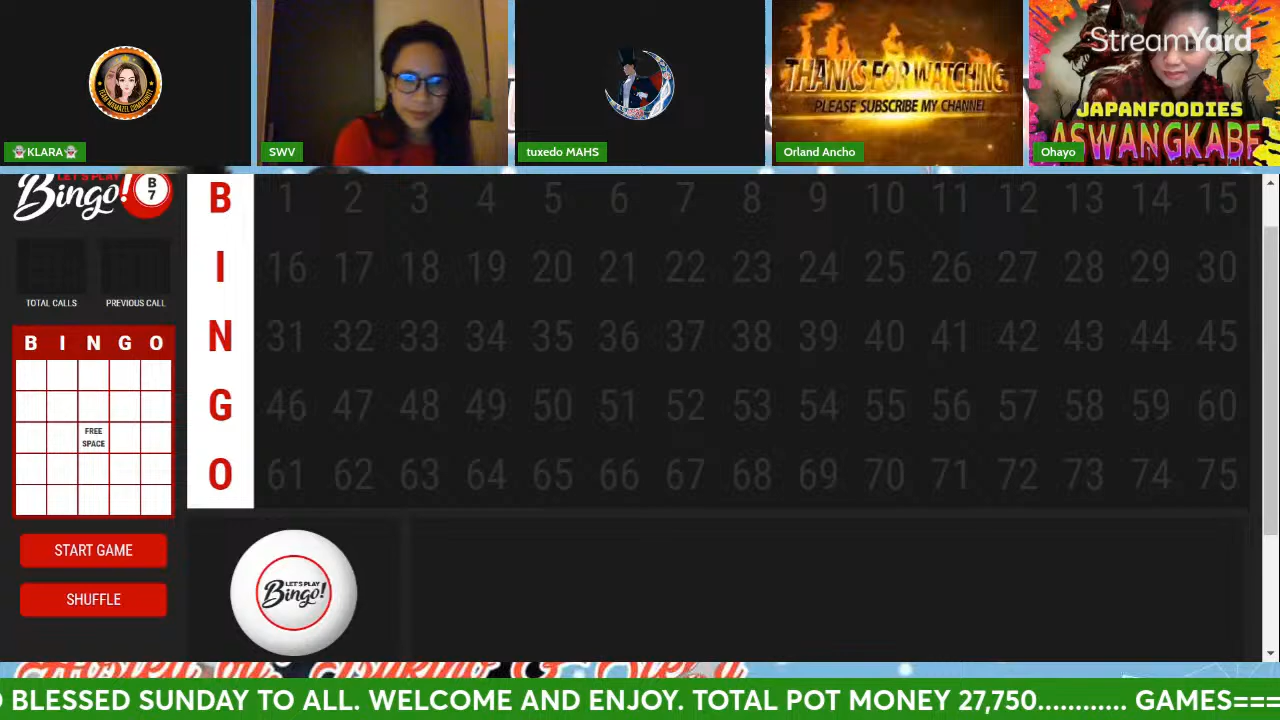 👻KLARA👻
SWV
tuxedo MAHS
THANKS FOR WATCHING
PLEASE SUBSCRIBE MY CHANNEL
Orland Ancho
StreamYard
JAPANFOODIES
ASWANGKABE
Ohayo
LET'S PLAY
Bingo!
B
7
TOTAL CALLS
PREVIOUS CALL
B I N G O
FREE
SPACE
START GAME
SHUFFLE
B 1 2 3 4 5 6 7 8 9 10 11 12 13 14 15
I 16 17 18 19 20 21 22 23 24 25 26 27 28 29 30
N 31 32 33 34 35 36 37 38 39 40 41 42 43 44 45
G 46 47 48 49 50 51 52 53 54 55 56 57 58 59 60
O 61 62 63 64 65 66 67 68 69 70 71 72 73 74 75
LET'S PLAY
Bingo!
BLESSED SUNDAY TO ALL. WELCOME AND ENJOY. TOTAL POT MONEY 27,750............ GAMES===